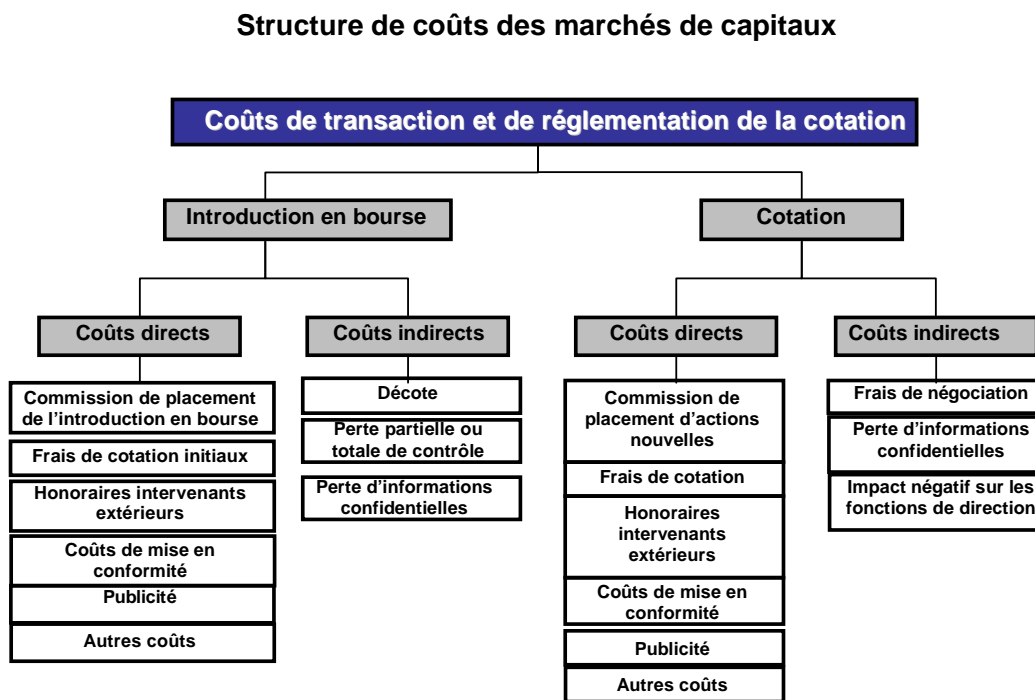 Structure de coûts des marchés de capitaux
Coûts de transaction et de réglementation de la cotation
Introduction en bourse
Cotation
Coûts directs
Coûts indirects
Coûts directs
Coûts indirects
Commission de placement
de l'introduction en bourse
Frais de cotation initiaux
Honoraires intervenants
extérieurs
Coûts de mise en
conformité
Publicité
Autres coûts
Décote
Perte partielle ou
totale de contrôle
Perte d'informations
confidentielles
Commission de
placement d'actions
nouvelles
Frais de cotation
Honoraires
intervenants
extérieurs
Coûts de mise en
conformité
Publicité
Autres coûts
Frais de négociation
Perte d'informations
confidentielles
Impact négatif sur les
fonctions de direction